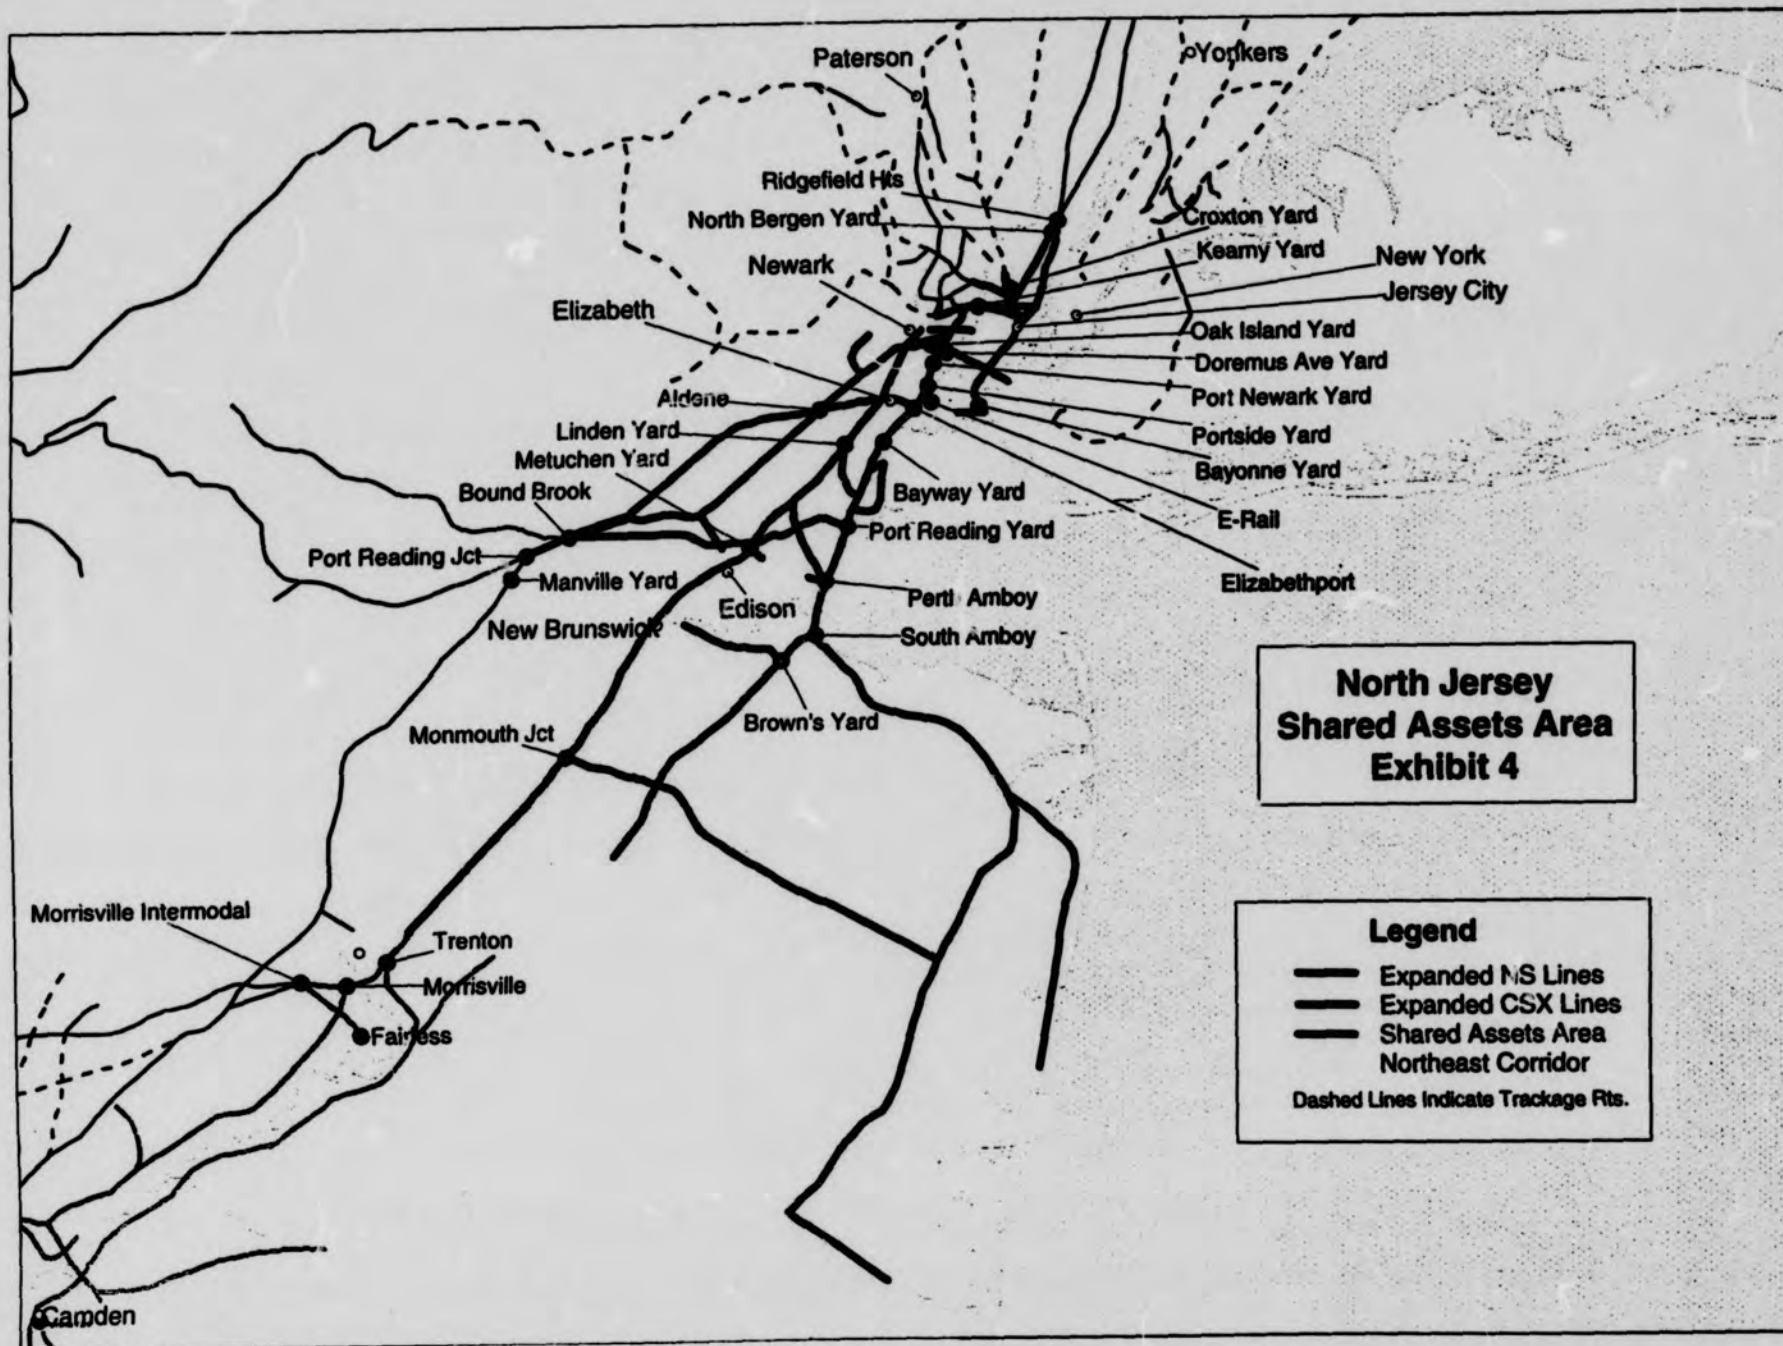 Paterson
Yonkers
Ridgefield Hts
North Bergen Yard
Croxton Yard
Kearny Yard
New York
Newark
Jersey City
Elizabeth
Oak Island Yard
Doremus Ave Yard
Aldene
Port Newark Yard
Linden Yard
Portside Yard
Metuchen Yard
Bayonne Yard
Bound Brook
Bayway Yard
E-Rail
Port Reading Yard
Port Reading Jct
Manville Yard
Elizabethport
Edison
Amboy
New Brunswick
South Amboy
North Jersey
Shared Assets Area
Exhibit 4
Brown's Yard
Monmouth Jct
Morrisville Intermodal
Trenton
Morrisville
Fairless
Legend
Expanded NS Lines
Expanded CSX Lines
Shared Assets Area
Northeast Corridor
Dashed Lines Indicate Trackage Rts.
Camden